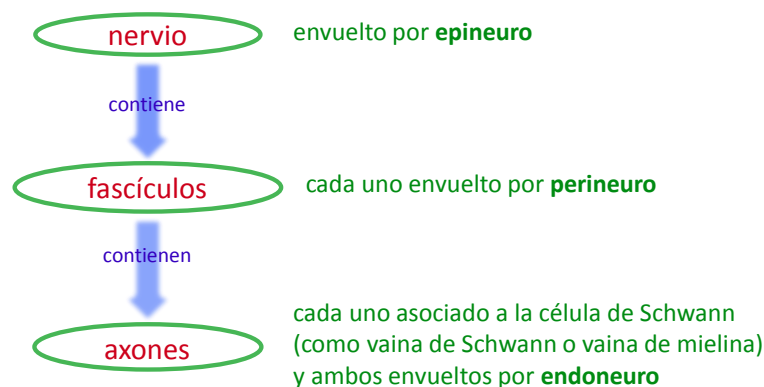 nervio
envuelto por epineuro
contiene
fascículos
cada uno envuelto por perineuro
contienen
axones
cada uno asociado a la célula de Schwann
(como vaina de Schwann o vaina de mielina)
y ambos envueltos por endoneuro